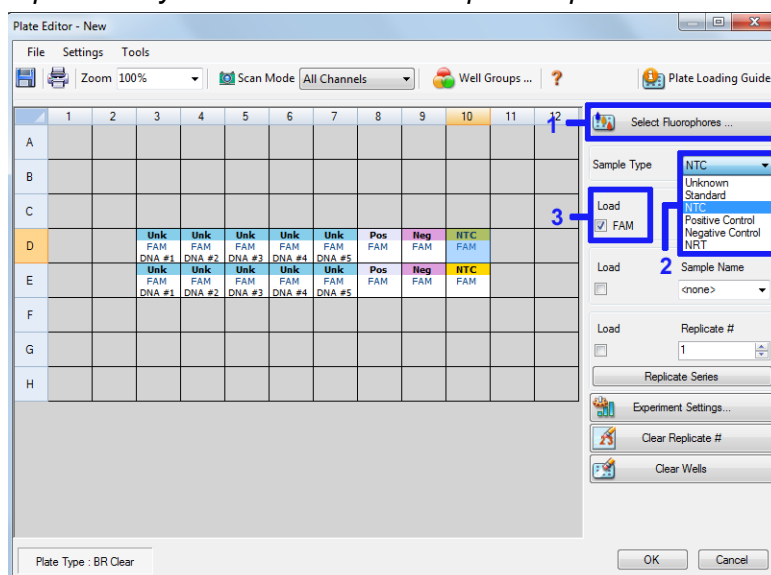 Plate Editor - New
File Settings Tools
Zoom 100% Scan Mode All Channels Well Groups ... ? Plate Loading Guide
1 2 3 4 5 6 7 8 9 10 11 12
A
B
C
D
E
F
G
H
Unk Unk Unk Unk Unk Pos Neg NTC
FAM FAM FAM FAM FAM FAM FAM FAM
DNA #1 DNA #2 DNA #3 DNA #4 DNA #5
Unk Unk Unk Unk Unk Pos Neg NTC
FAM FAM FAM FAM FAM FAM FAM FAM
DNA #1 DNA #2 DNA #3 DNA #4 DNA #5
1 Select Fluorophores ...
Sample Type NTC
Unknown
Standard
NTC
Positive Control
Negative Control
NRT
2
3
Load
FAM
Load Sample Name
<none>
Load Replicate #
1
Replicate Series
Experiment Settings...
Clear Replicate #
Clear Wells
Plate Type : BR Clear
OK Cancel